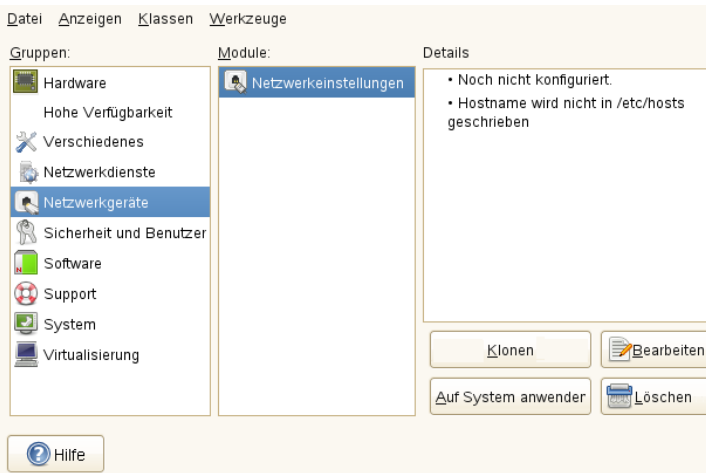 Datei Anzeigen Klassen Werkzeuge
Gruppen:
Hardware
Hohe Verfügbarkeit
Verschiedenes
Netzwerkdienste
Netzwerkgeräte
Sicherheit und Benutzer
Software
Support
System
Virtualisierung
Module:
Netzwerkeinstellungen
Details
• Noch nicht konfiguriert.
• Hostname wird nicht in /etc/hosts
geschrieben
Klonen
Bearbeiten
Auf System anwender
Löschen
Hilfe